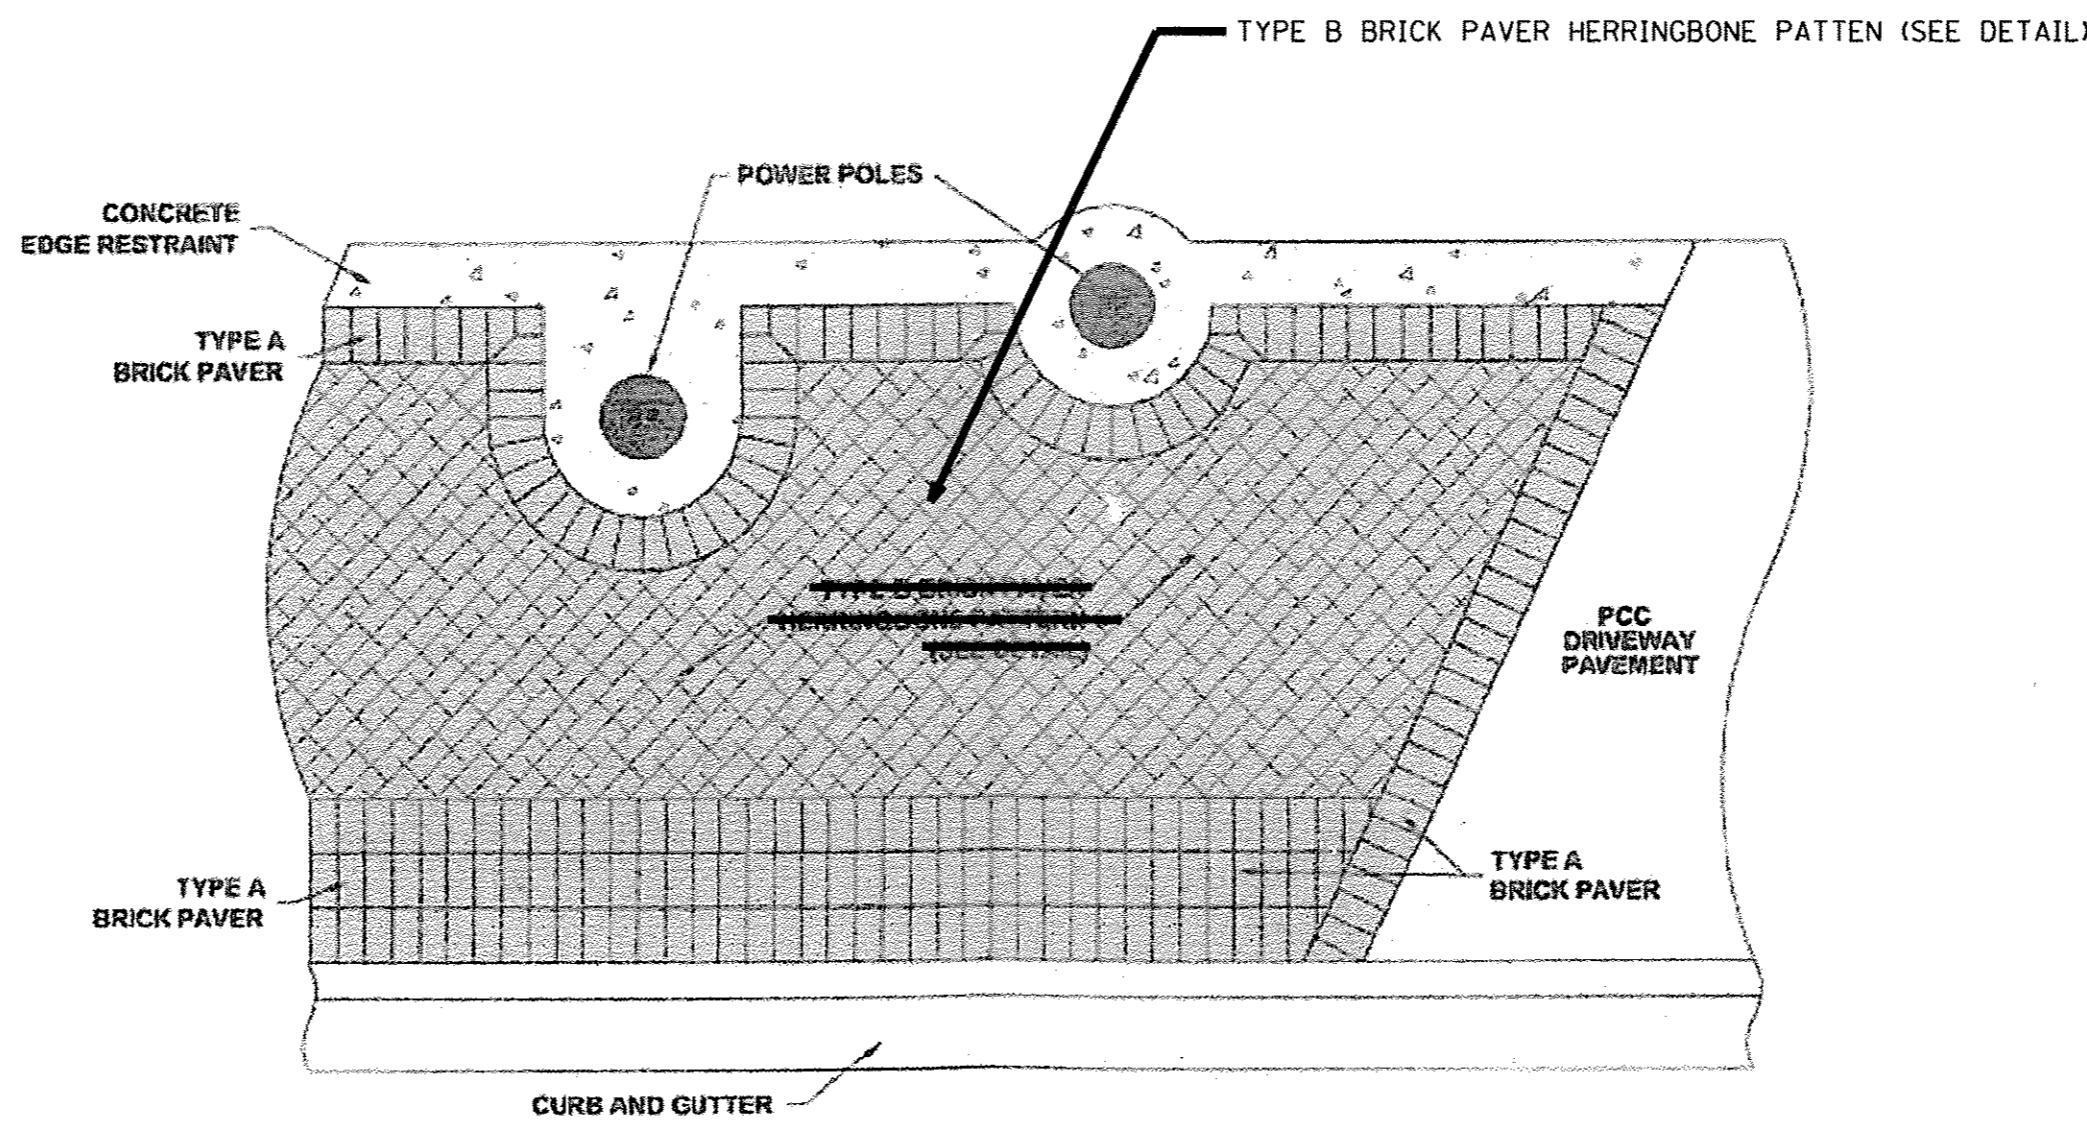 TYPE B BRICK PAVER HERRINGBONE PATTEN (SEE DETAIL)
POWER POLES
CONCRETE
EDGE RESTRAINT
TYPE A
BRICK PAVER
PCC
DRIVEWAY
PAVEMENT
TYPE A
BRICK PAVER
TYPE A
BRICK PAVER
CURB AND GUTTER